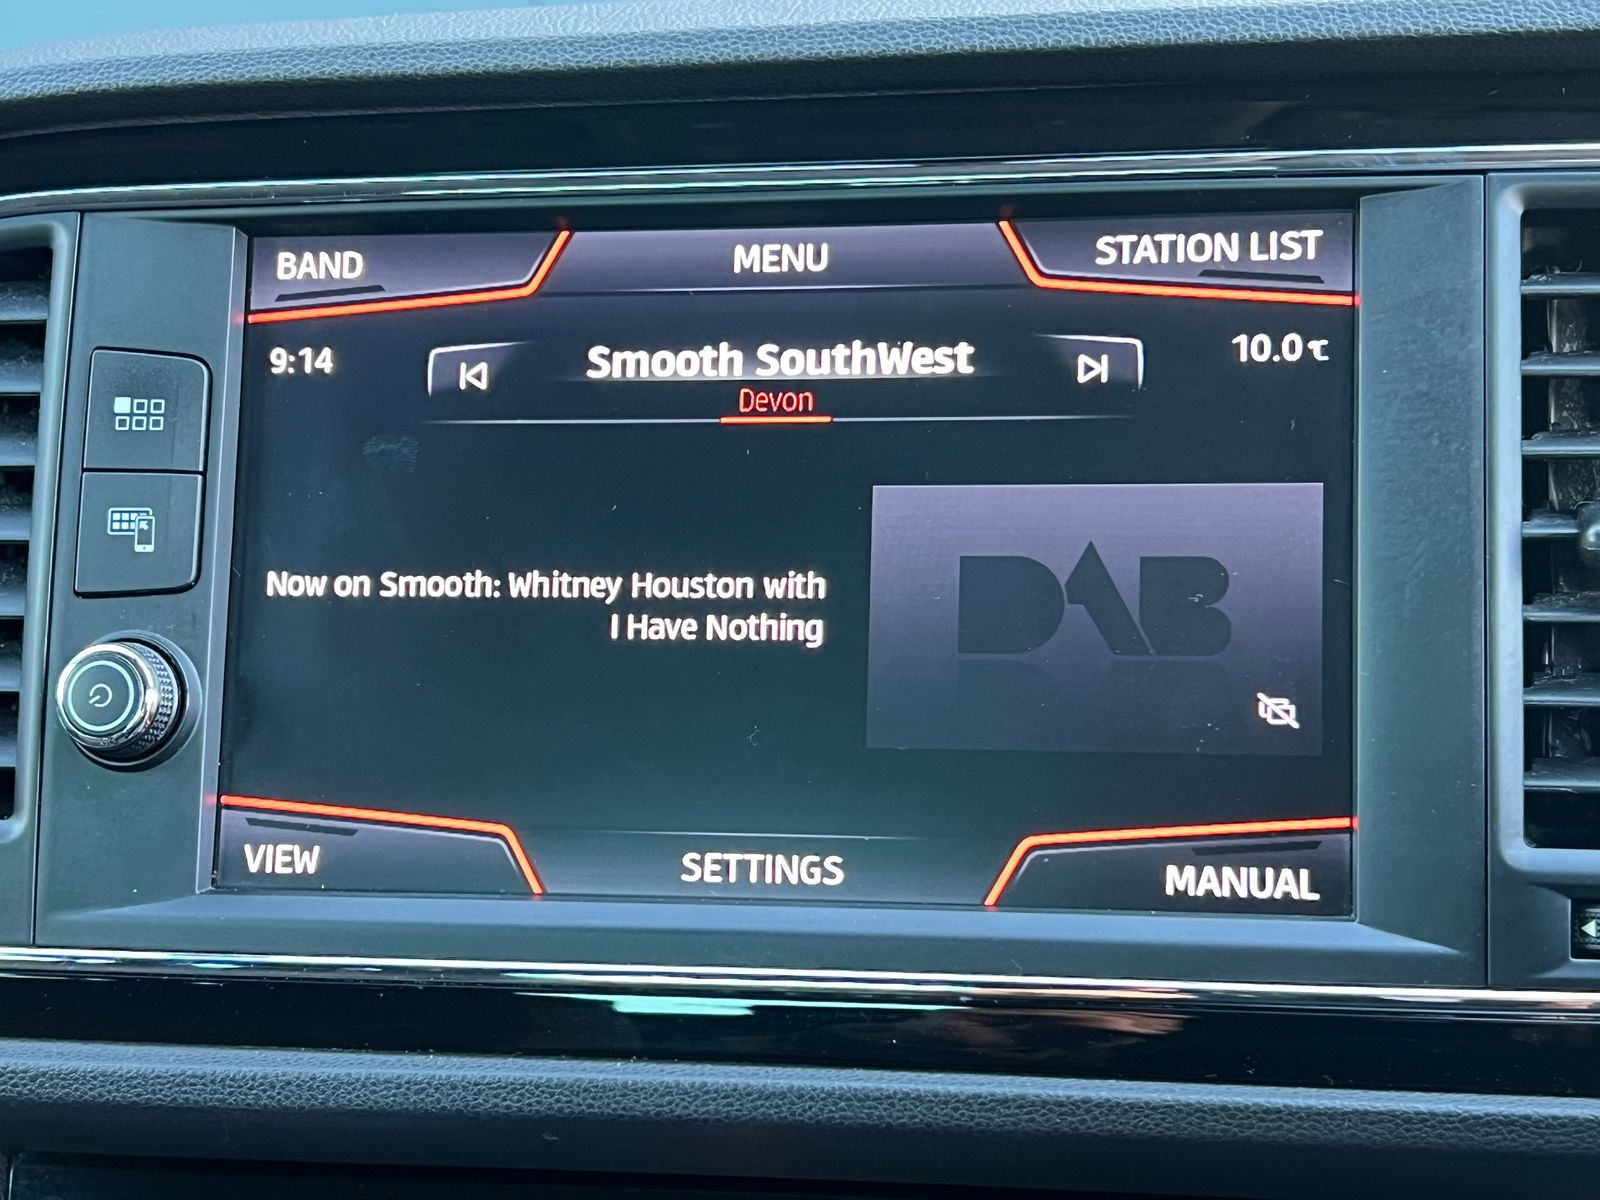 BAND
MENU
STATION LIST
9:14
Smooth SouthWest
10.0℃
Devon
Now on Smooth: Whitney Houston with
I Have Nothing
DAB
VIEW
SETTINGS
MANUAL